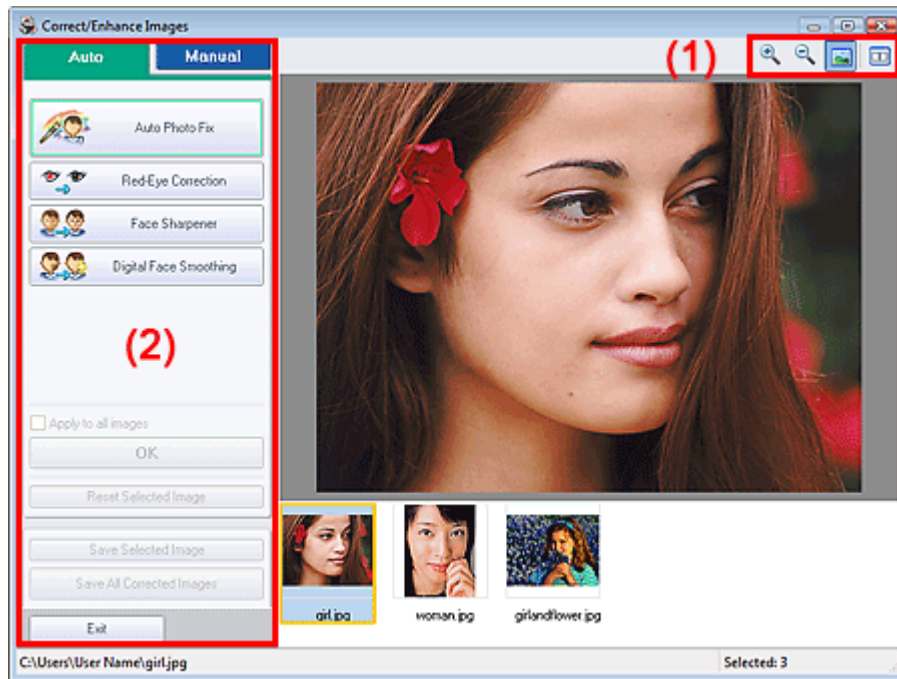 Correct/Enhance Images
Auto
Manual
(1)
Auto Photo Fix
Red-Eye Correction
Face Sharpener
Digital Face Smoothing
(2)
Apply to all images
OK
Reset Selected Image
Save Selected Image
Save All Corrected Images
Exit
girl.jpg
woman.jpg
girlandflower.jpg
C:\Users\User Name\girl.jpg
Selected: 3